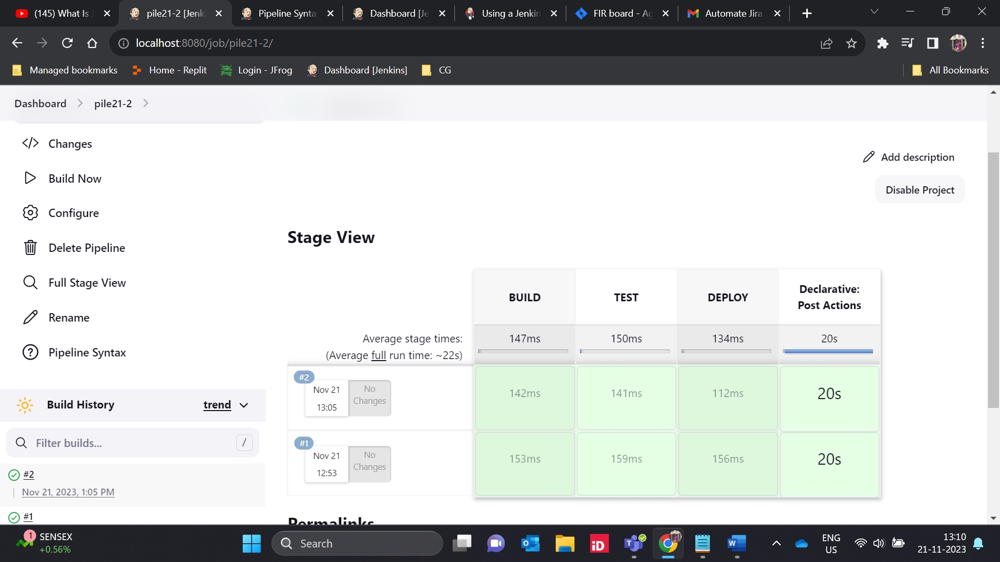 (145) What Is J
pile21-2 [Jenki
Pipeline Synta
Dashboard [Je
Using a Jenkin
FIR board - Ag
Automate Jira
localhost:8080/job/pile21-2/
Managed bookmarks
Home - Replit
JFrog
Login - JFrog
Dashboard [Jenkins]
CG
All Bookmarks
Dashboard
pile21-2
Changes
Build Now
Configure
Delete Pipeline
Full Stage View
Rename
Pipeline Syntax
Build History
trend
Filter builds...
/
#2
Nov 21, 2023, 1:05 PM
#1
Add description
Disable Project
Stage View
BUILD
TEST
DEPLOY
Declarative:
Post Actions
Average stage times:
(Average full run time: ~22s)
147ms
150ms
134ms
20s
#2
Nov 21
13:05
No
Changes
142ms
141ms
112ms
20s
#1
Nov 21
12:53
No
Changes
153ms
159ms
156ms
20s
Permalinks
1
SENSEX
+0.56%
Search
iD
ENG
US
13:10
21-11-2023